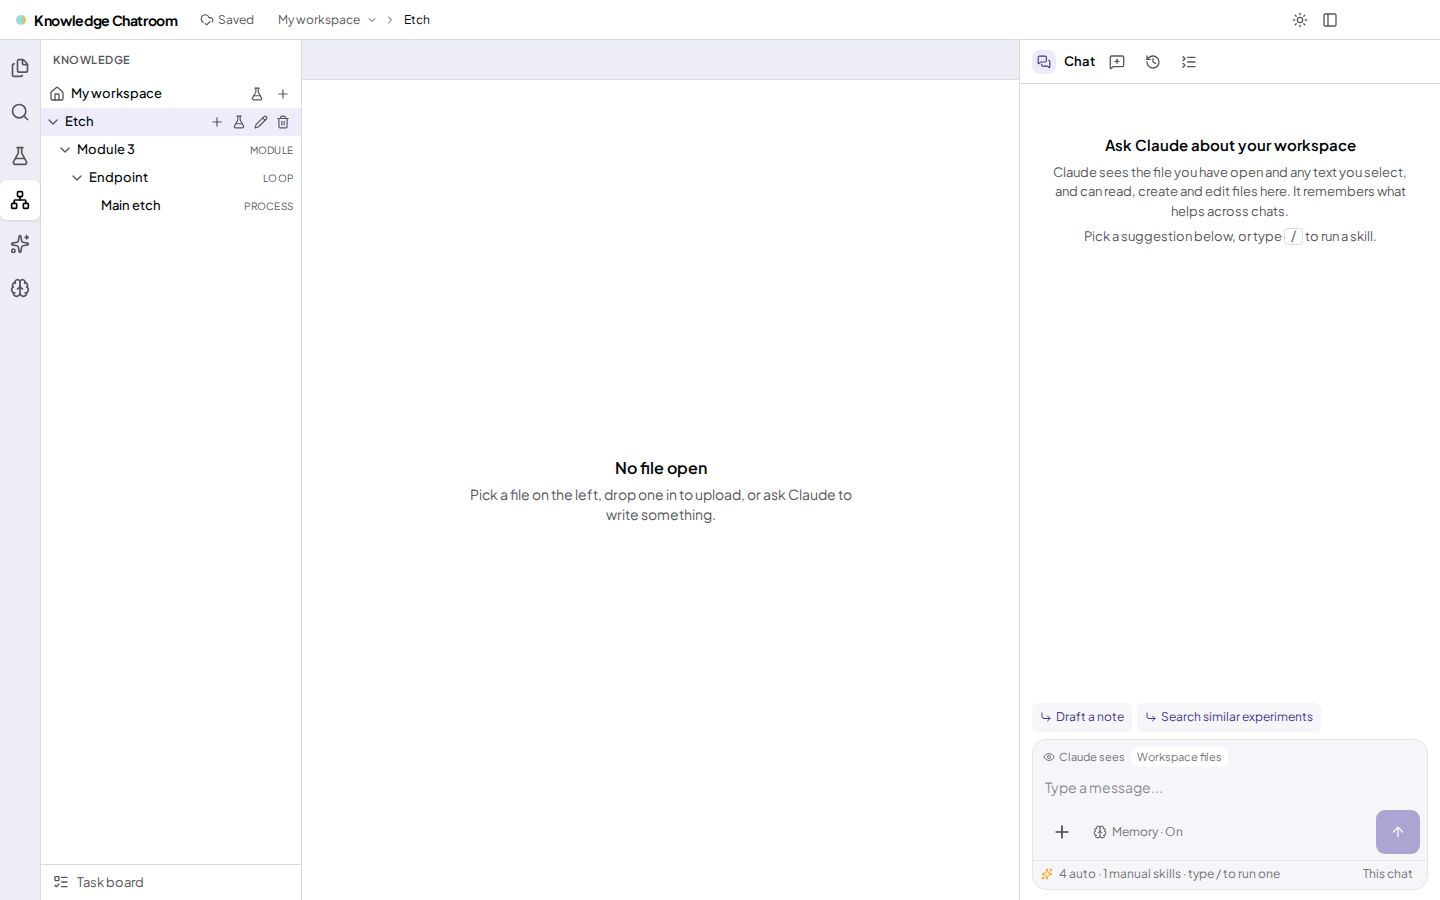 Knowledge Chatroom
Saved
My workspace
Etch
KNOWLEDGE
My workspace
Etch
Module 3
MODULE
Endpoint
LOOP
Main etch
PROCESS
Task board
No file open
Pick a file on the left, drop one in to upload, or ask Claude to
write something.
Chat
Ask Claude about your workspace
Claude sees the file you have open and any text you select,
and can read, create and edit files here. It remembers what
helps across chats.
Pick a suggestion below, or type / to run a skill.
Draft a note
Search similar experiments
Claude sees
Workspace files
Type a message...
Memory · On
4 auto · 1 manual skills · type / to run one
This chat